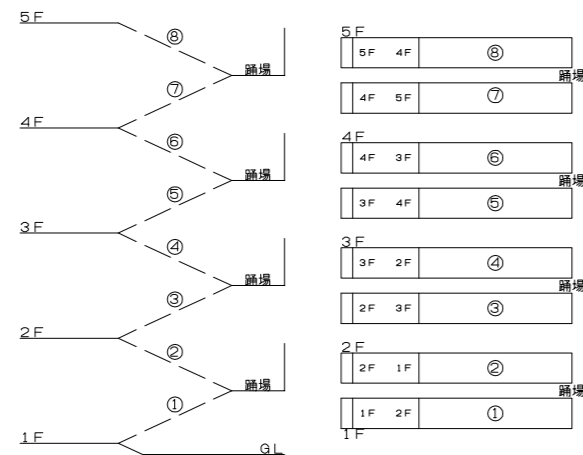 5F
⑧
踊場
⑦
4F
⑥
踊場
⑤
3F
④
踊場
③
2F
②
踊場
①
1F
GL
5F
5F 4F ⑧
踊場
4F 5F ⑦
4F
4F 3F ⑥
踊場
3F 4F ⑤
3F
3F 2F ④
踊場
2F 3F ③
2F
2F 1F ②
踊場
1F 2F ①
1F